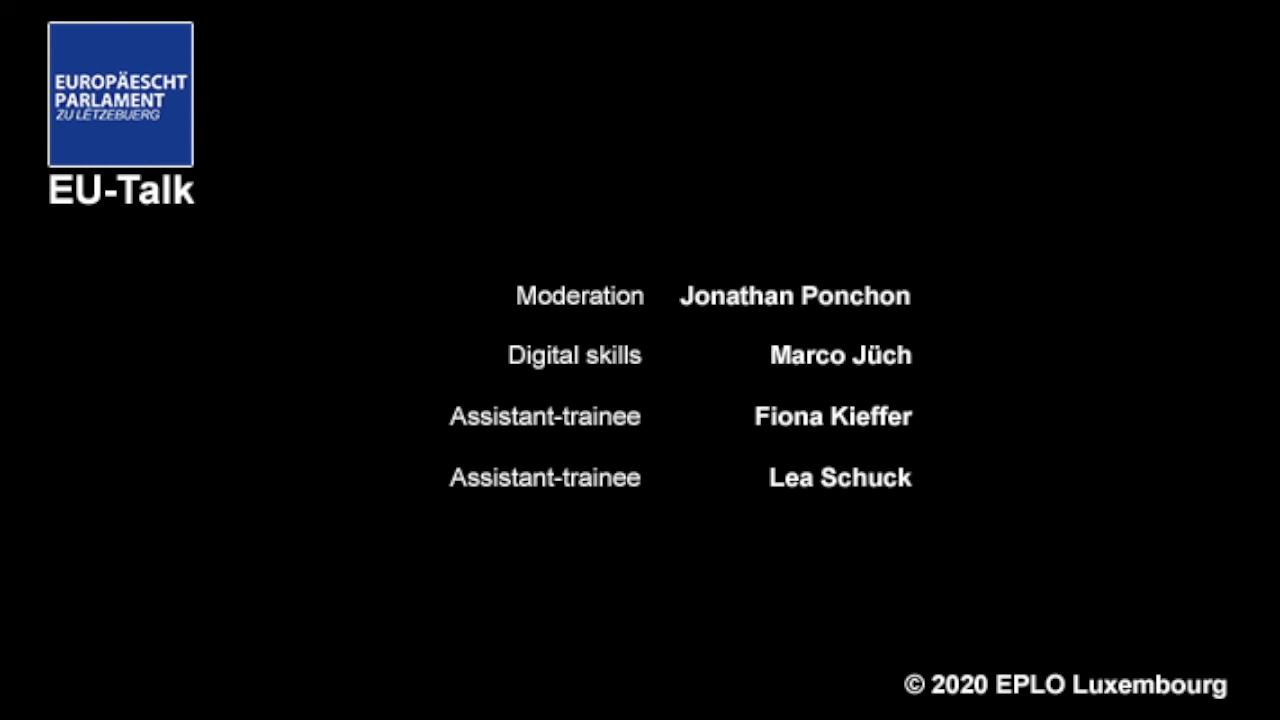 EUROPÄESCHT
PARLAMENT
ZU LËTZEBUERG
EU-Talk
Moderation Jonathan Ponchon
Digital skills Marco Jüch
Assistant-trainee Fiona Kieffer
Assistant-trainee Lea Schuck
© 2020 EPLO Luxembourg